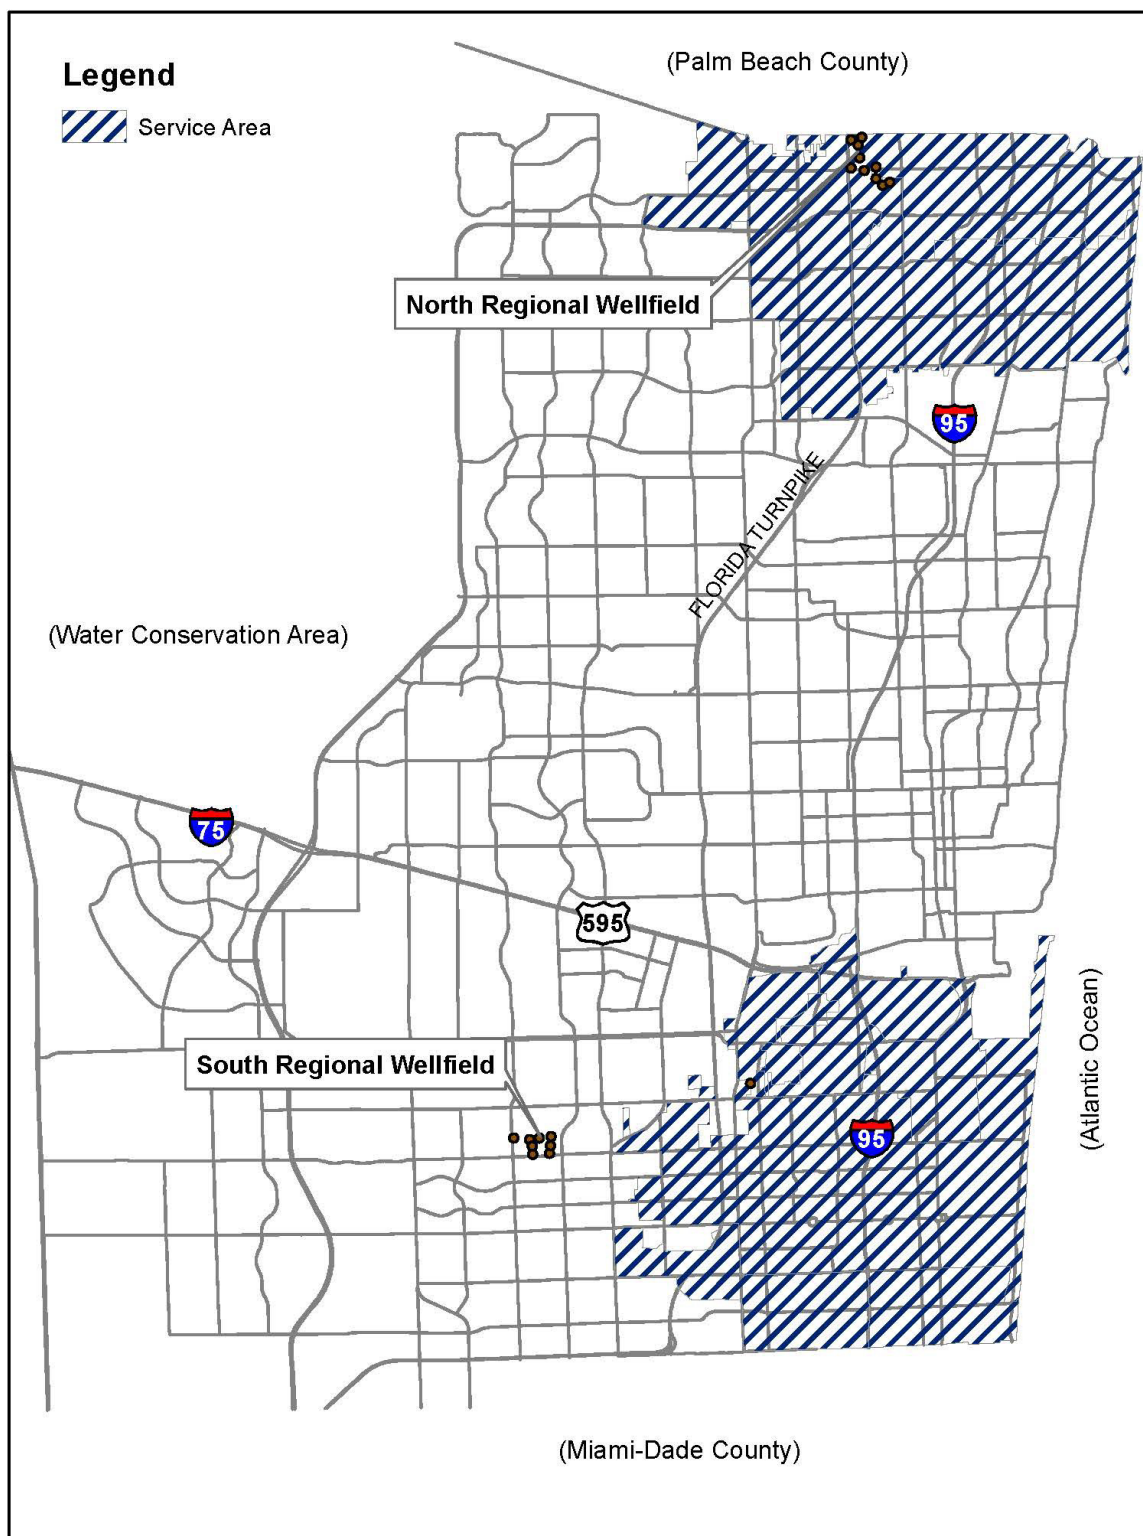 (Palm Beach County)
Legend
Service Area
North Regional Wellfield
95
FLORIDA TURNPIKE
(Water Conservation Area)
75
595
(Atlantic Ocean)
South Regional Wellfield
95
(Miami-Dade County)